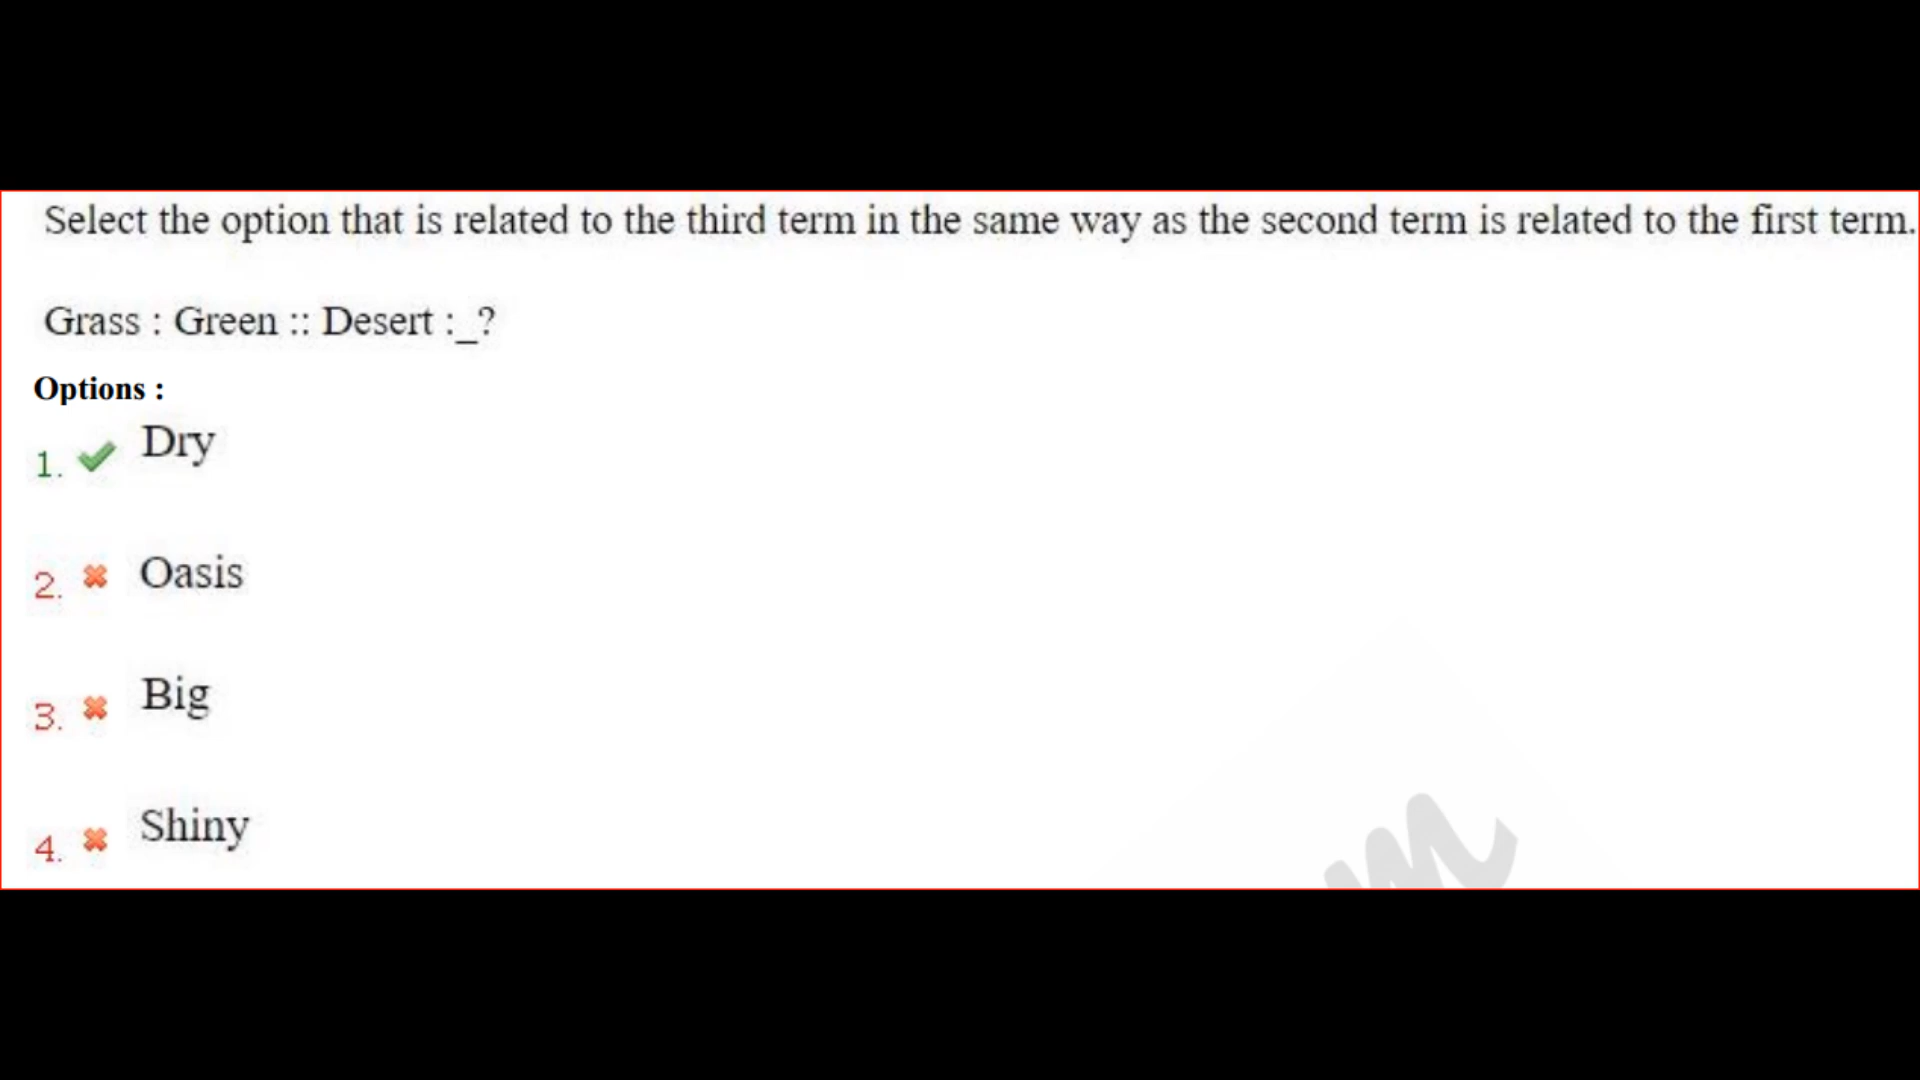 Select the option that is related to the third term in the same way as the second term is related to the first term.
Grass : Green :: Desert :_?
Options :
1. Dry
2. Oasis
3. Big
4. Shiny